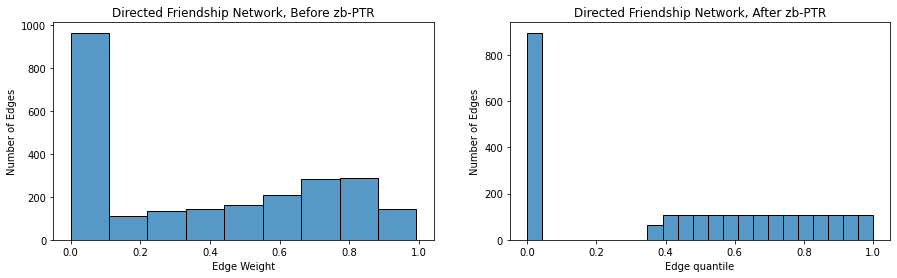 Directed Friendship Network, Before zb-PTR
Number of Edges
1000
800
600
400
200
0
0.0 0.2 0.4 0.6 0.8 1.0
Edge Weight
Directed Friendship Network, After zb-PTR
Number of Edges
800
600
400
200
0
0.0 0.2 0.4 0.6 0.8 1.0
Edge quantile